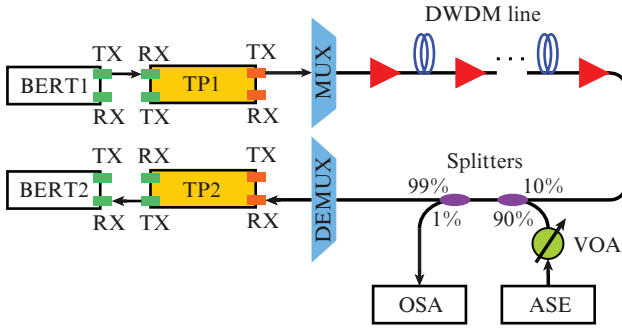 DWDM line
TX RX TX
BERT1 TP1 MUX ...
RX TX RX
TX RX TX Splitters
99% 10%
BERT2 TP2 DEMUX
RX TX RX 1% 90%
VOA
OSA ASE